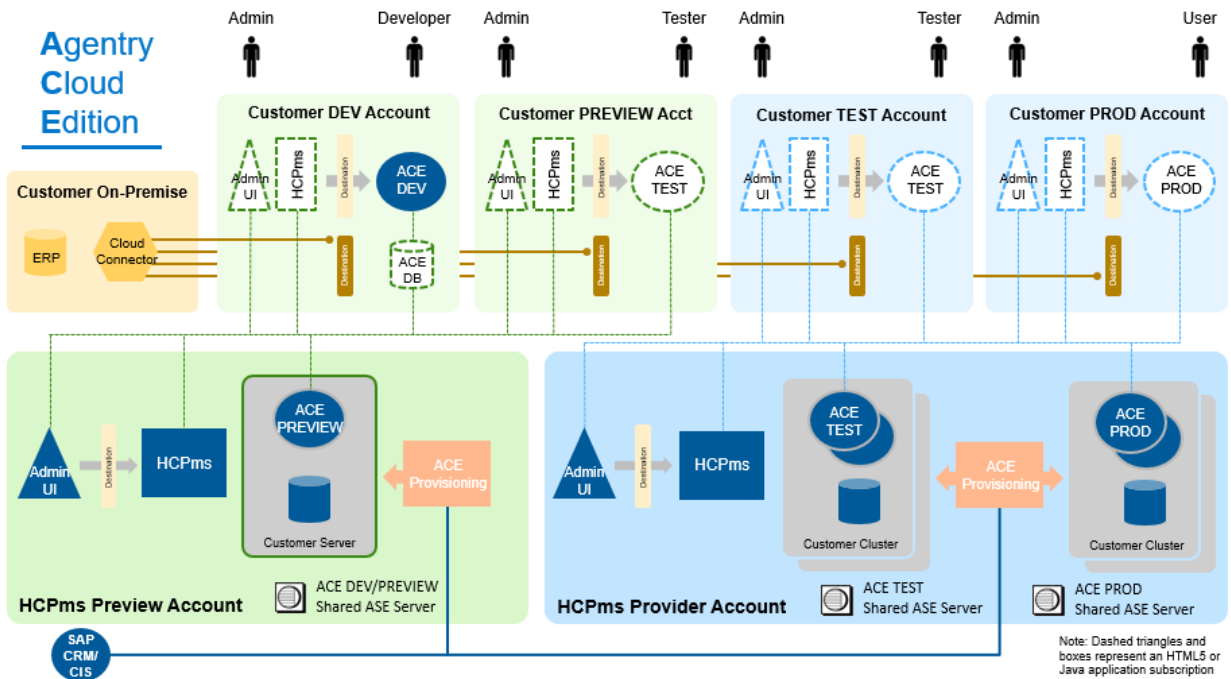 Agentry
Cloud
Edition
Admin
Developer
Admin
Tester
Admin
Tester
Admin
User
Customer DEV Account
Customer PREVIEW Acct
Customer TEST Account
Customer PROD Account
Admin
UI
HCPms
Destination
ACE
DEV
Admin
UI
HCPms
Destination
ACE
TEST
Admin
UI
HCPms
Destination
ACE
TEST
Admin
UI
HCPms
Destination
ACE
PROD
Customer On-Premise
ERP
Cloud
Connector
Destination
ACE
DB
Destination
Destination
Destination
Admin
UI
Destination
HCPms
ACE
PREVIEW
Customer Server
ACE
Provisioning
HCPms Preview Account
ACE DEV/PREVIEW
Shared ASE Server
Admin
UI
Destination
HCPms
ACE
TEST
Customer Cluster
ACE
Provisioning
ACE
PROD
Customer Cluster
HCPms Provider Account
ACE TEST
Shared ASE Server
ACE PROD
Shared ASE Server
SAP
CRM/
CIS
Note: Dashed triangles and
boxes represent an HTML5 or
Java application subscription